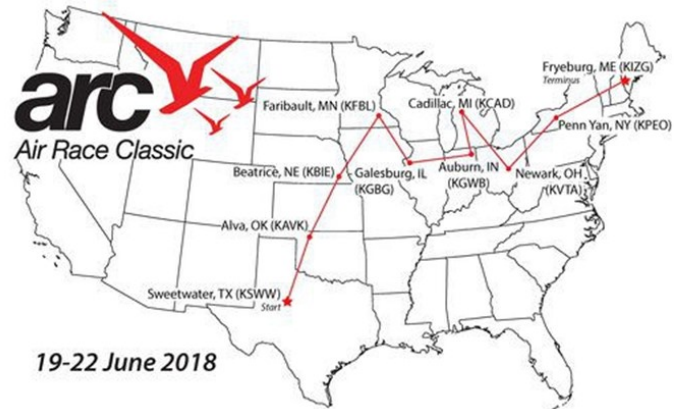 arc
Air Race Classic
Fryeburg, ME (KIZG)
Terminus
Faribault, MN (KFBL)
Cadillac, MI (KCAD)
Penn Yan, NY (KPEO)
Beatrice, NE (KBIE)
Galesburg, IL
(KGBG)
Auburn, IN
(KGWB)
Newark, OH
(KVTA)
Alva, OK (KAVK)
Sweetwater, TX (KSWW)
Start
19-22 June 2018